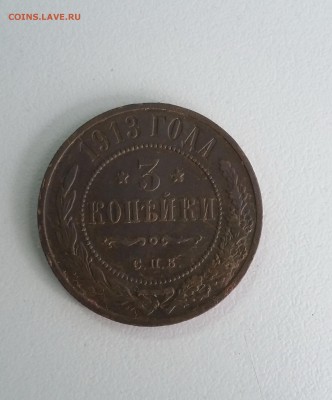 COINS.LAVE.RU
1913 ГОДА
3
КОПѢЙКИ
С.П.Б.